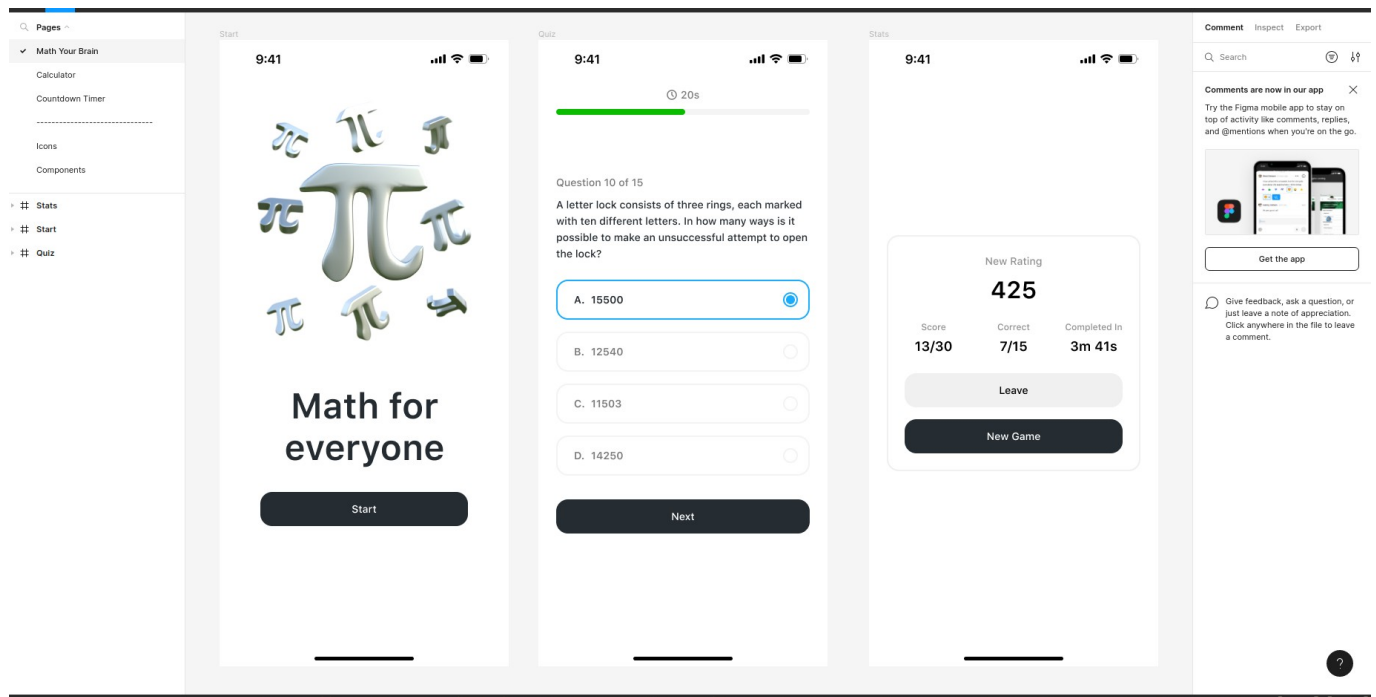 Pages
Math Your Brain
Calculator
Countdown Timer
-------------------------------
Icons
Components
Stats
Start
Quiz
Start
9:41
Math for
everyone
Start
Quiz
9:41
20s
Question 10 of 15
A letter lock consists of three rings, each marked
with ten different letters. In how many ways is it
possible to make an unsuccessful attempt to open
the lock?
A. 15500
B. 12540
C. 11503
D. 14250
Next
Stats
9:41
New Rating
425
Score
Correct
Completed In
13/30
7/15
3m 41s
Leave
New Game
Comment
Inspect
Export
Search
Comments are now in our app
Try the Figma mobile app to stay on
top of activity like comments, replies,
and @mentions when you're on the go.
Get the app
Give feedback, ask a question, or
just leave a note of appreciation.
Click anywhere in the file to leave
a comment.
?